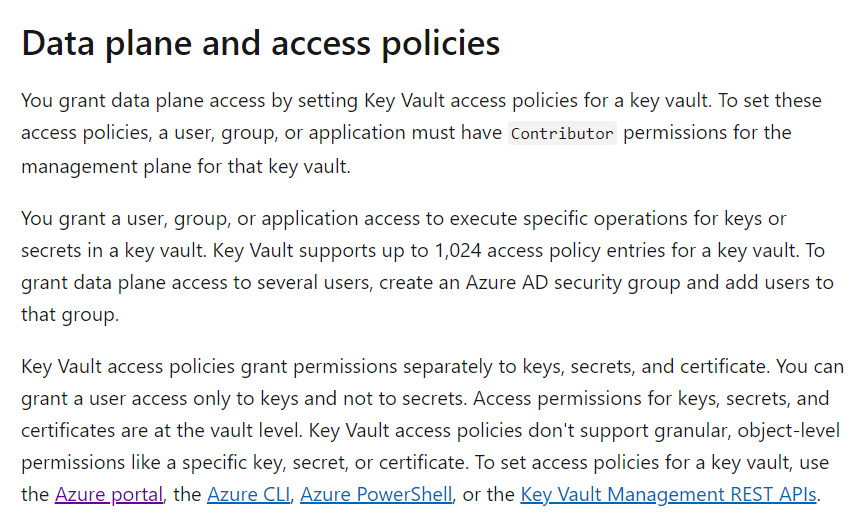 Data plane and access policies
You grant data plane access by setting Key Vault access policies for a key vault. To set these
access policies, a user, group, or application must have Contributor permissions for the
management plane for that key vault.
You grant a user, group, or application access to execute specific operations for keys or
secrets in a key vault. Key Vault supports up to 1,024 access policy entries for a key vault. To
grant data plane access to several users, create an Azure AD security group and add users to
that group.
Key Vault access policies grant permissions separately to keys, secrets, and certificate. You can
grant a user access only to keys and not to secrets. Access permissions for keys, secrets, and
certificates are at the vault level. Key Vault access policies don't support granular, object-level
permissions like a specific key, secret, or certificate. To set access policies for a key vault, use
the Azure portal, the Azure CLI, Azure PowerShell, or the Key Vault Management REST APIs.